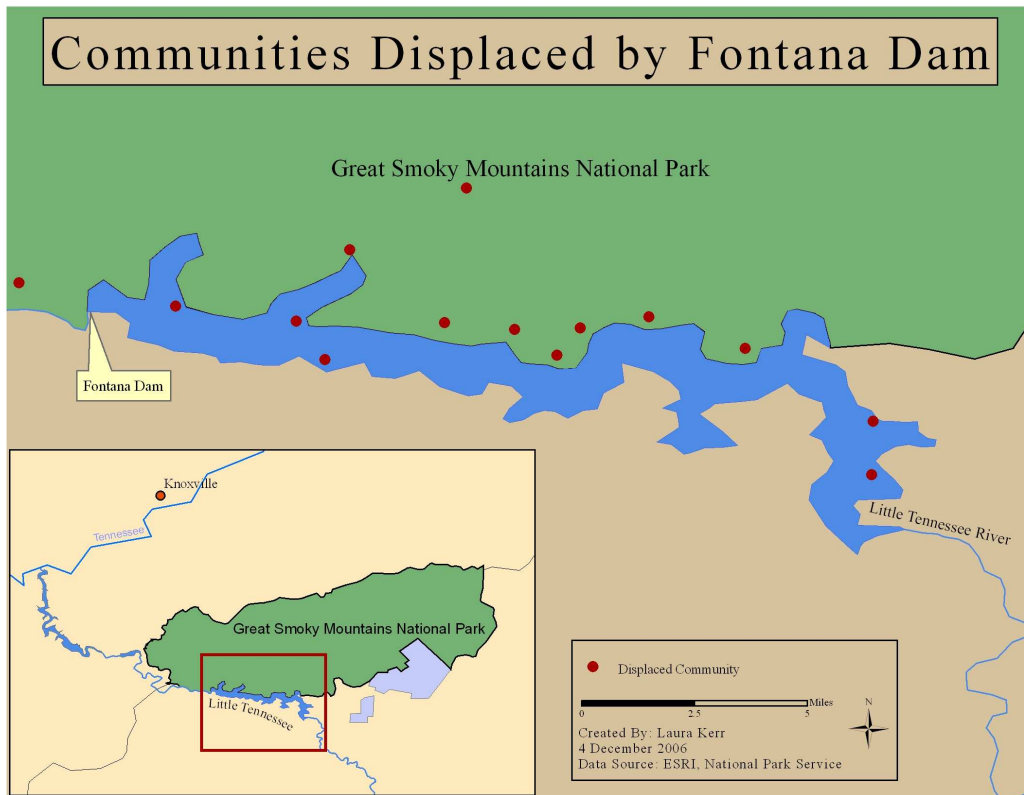 Communities Displaced by Fontana Dam
Great Smoky Mountains National Park
Fontana Dam
Little Tennessee River
Knoxville
Tennessee
Great Smoky Mountains National Park
Little Tennessee
Displaced Community
Miles
0 2.5 5
N
Created By: Laura Kerr
4 December 2006
Data Source: ESRI, National Park Service